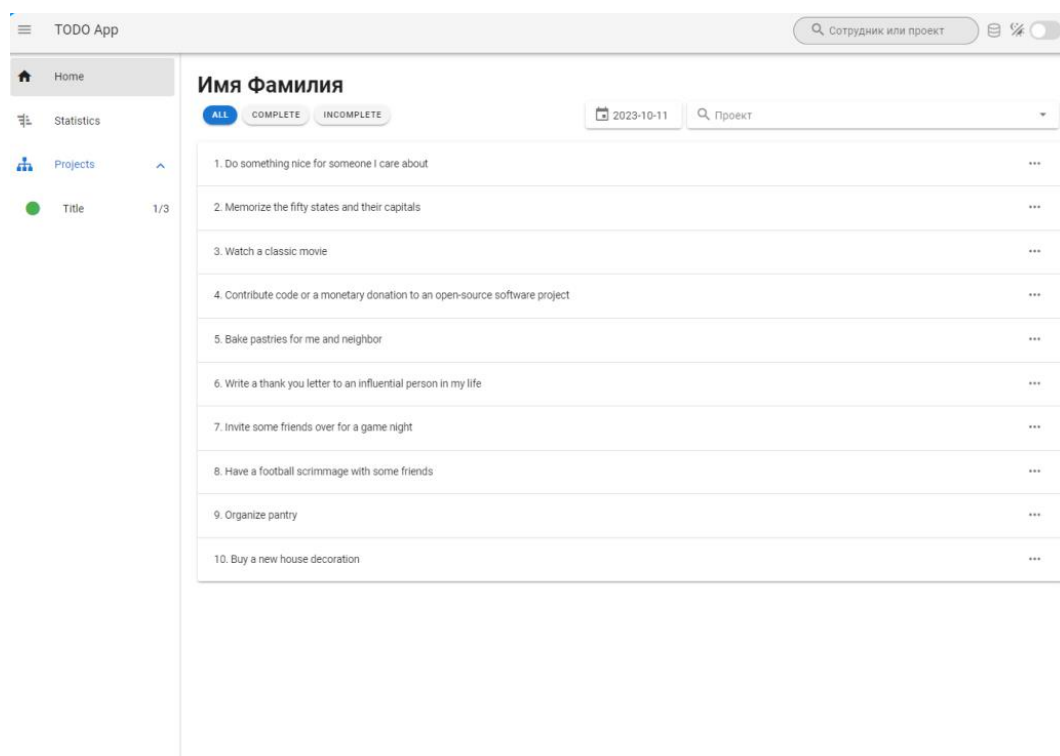 TODO App
Сотрудник или проект
Home
Statistics
Projects
Title 1/3
Имя Фамилия
ALL COMPLETE INCOMPLETE
2023-10-11 Проект
1. Do something nice for someone I care about
2. Memorize the fifty states and their capitals
3. Watch a classic movie
4. Contribute code or a monetary donation to an open-source software project
5. Bake pastries for me and neighbor
6. Write a thank you letter to an influential person in my life
7. Invite some friends over for a game night
8. Have a football scrimmage with some friends
9. Organize pantry
10. Buy a new house decoration